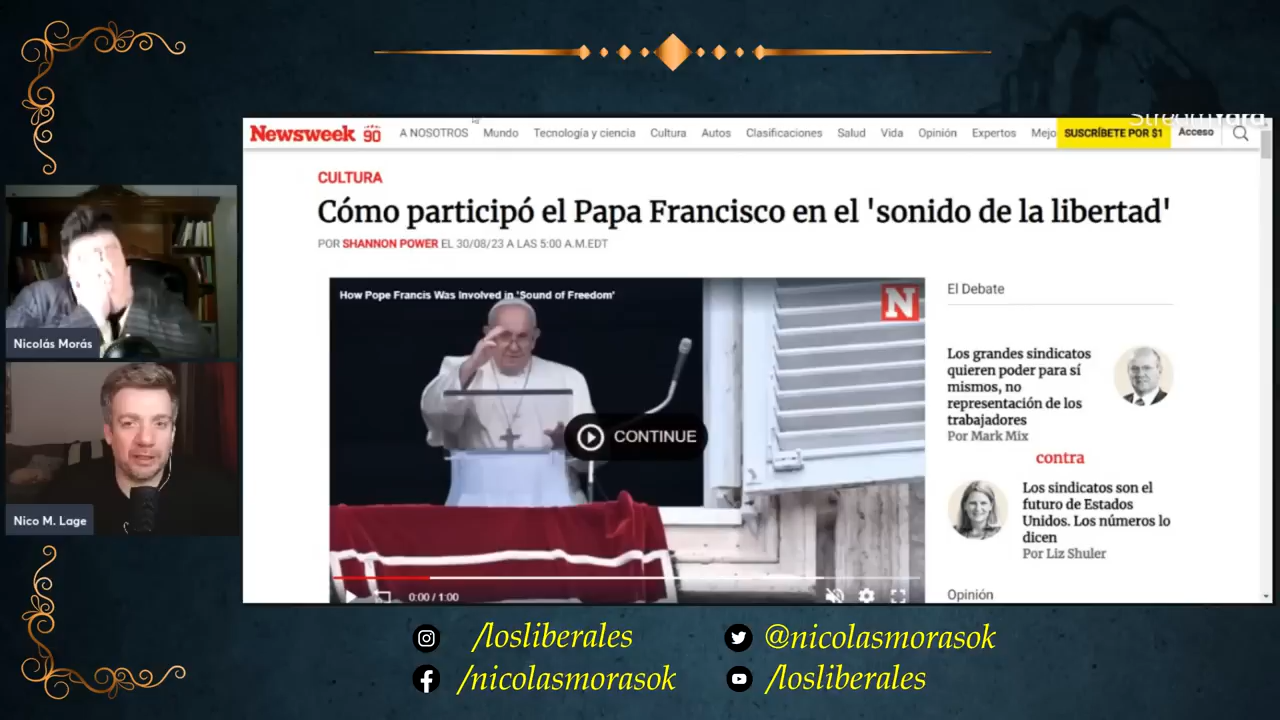 StreamYard
Newsweek 90
A NOSOTROS Mundo Tecnología y ciencia Cultura Autos Clasificaciones Salud Vida Opinión Expertos Mejo SUSCRÍBETE POR $1 Acceso
CULTURA
Cómo participó el Papa Francisco en el 'sonido de la libertad'
POR SHANNON POWER EL 30/08/23 A LAS 5:00 A.M.EDT
How Pope Francis Was Involved in 'Sound of Freedom'
N
CONTINUE
0:00 / 1:00
El Debate
Los grandes sindicatos
quieren poder para sí
mismos, no
representación de los
trabajadores
Por Mark Mix
contra
Los sindicatos son el
futuro de Estados
Unidos. Los números lo
dicen
Por Liz Shuler
Opinión
Nicolás Morás
Nico M. Lage
/losliberales
@nicolasmorasok
/nicolasmorasok
/losliberales